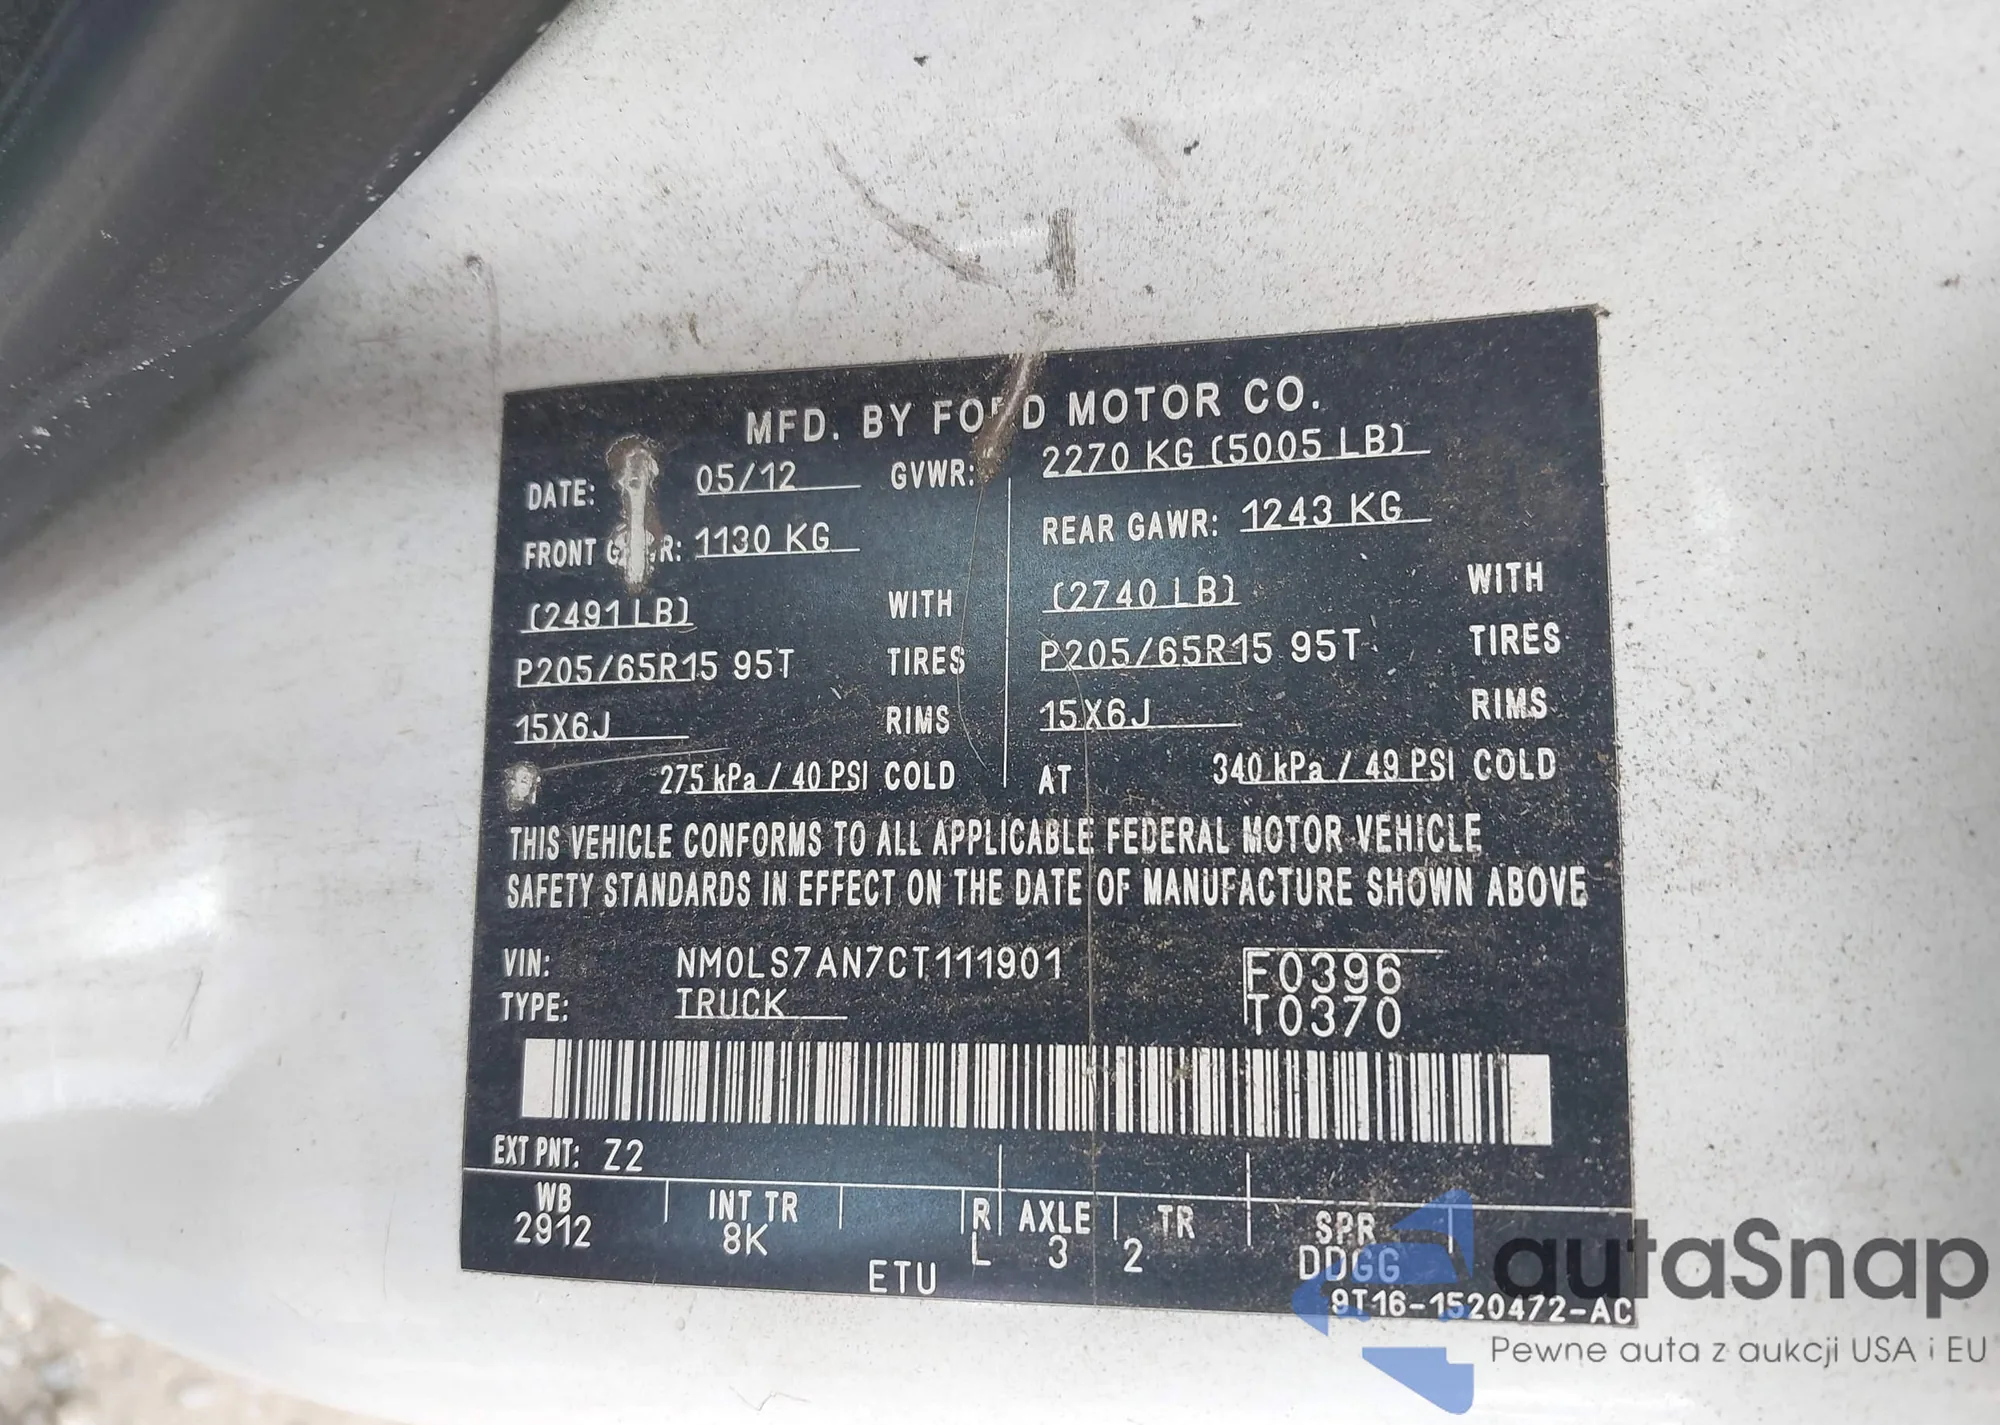 MFD. BY FORD MOTOR CO.
DATE: 05/12 GVWR: 2270 KG (5005 LB)
FRONT GAWR: 1130 KG REAR GAWR: 1243 KG
(2491 LB) WITH (2740 LB) WITH
P205/65R15 95T TIRES P205/65R15 95T TIRES
15X6J RIMS 15X6J RIMS
275 kPa / 40 PSI COLD AT 340 kPa / 49 PSI COLD
THIS VEHICLE CONFORMS TO ALL APPLICABLE FEDERAL MOTOR VEHICLE
SAFETY STANDARDS IN EFFECT ON THE DATE OF MANUFACTURE SHOWN ABOVE
VIN: NM0LS7AN7CT111901 F0396
TYPE: TRUCK T0370
EXT PNT: Z2
WB INT TR R AXLE TR SPR
2912 8K L 3 2 DDGG
ETU
9T16-1520472-AC
autaSnap
Pewne auta z aukcji USA i EU